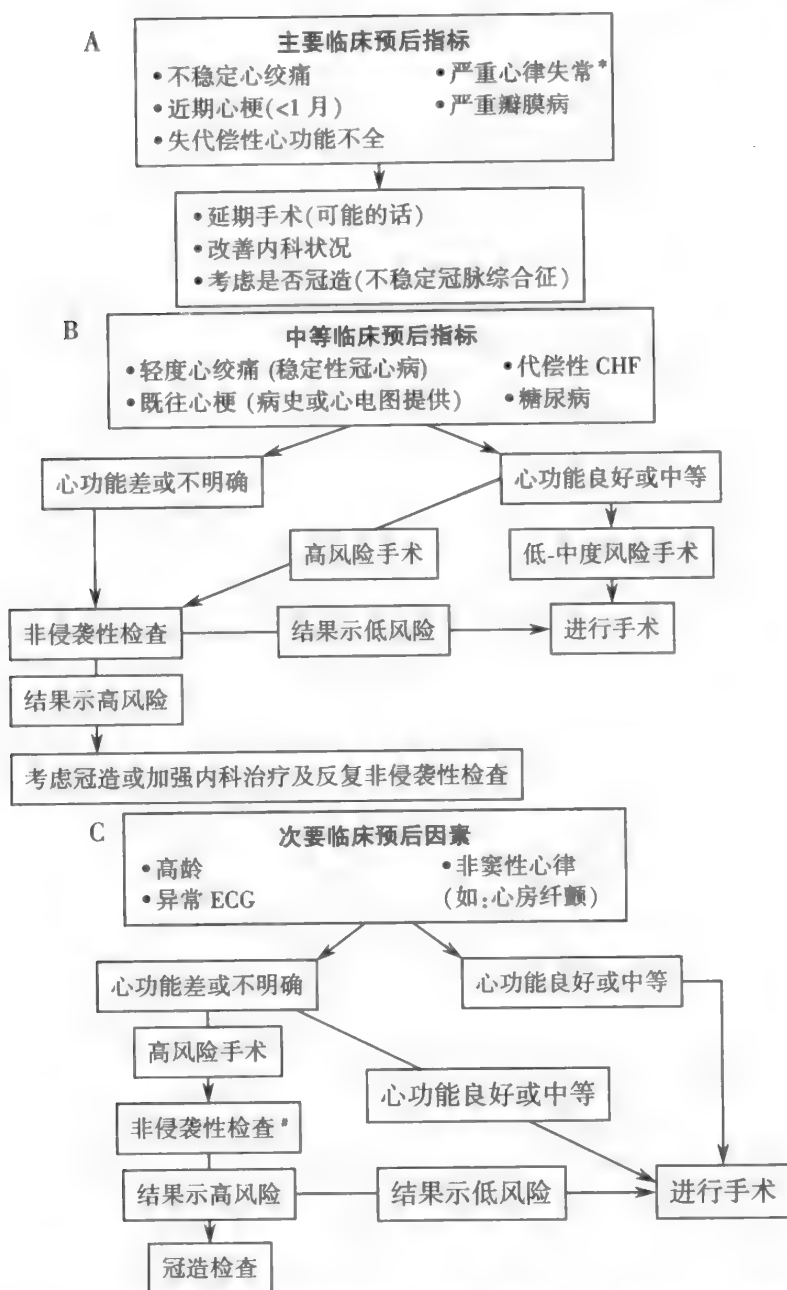 A
主要临床预后指标
•不稳定心绞痛 •严重心律失常*
•近期心梗(<1月) •严重瓣膜病
•失代偿性心功能不全
•延期手术(可能的话)
•改善内科状况
•考虑是否冠造(不稳定冠脉综合征)
B
中等临床预后指标
•轻度心绞痛 (稳定性冠心病) •代偿性 CHF
•既往心梗 (病史或心电图提供) •糖尿病
心功能差或不明确 心功能良好或中等
高风险手术 低-中度风险手术
非侵袭性检查 结果示低风险 进行手术
结果示高风险
考虑冠造或加强内科治疗及反复非侵袭性检查
C
次要临床预后因素
•高龄 •非窦性心律
•异常 ECG (如:心房纤颤)
心功能差或不明确 心功能良好或中等
高风险手术
心功能良好或中等
非侵袭性检查#
结果示高风险 结果示低风险 进行手术
冠造检查